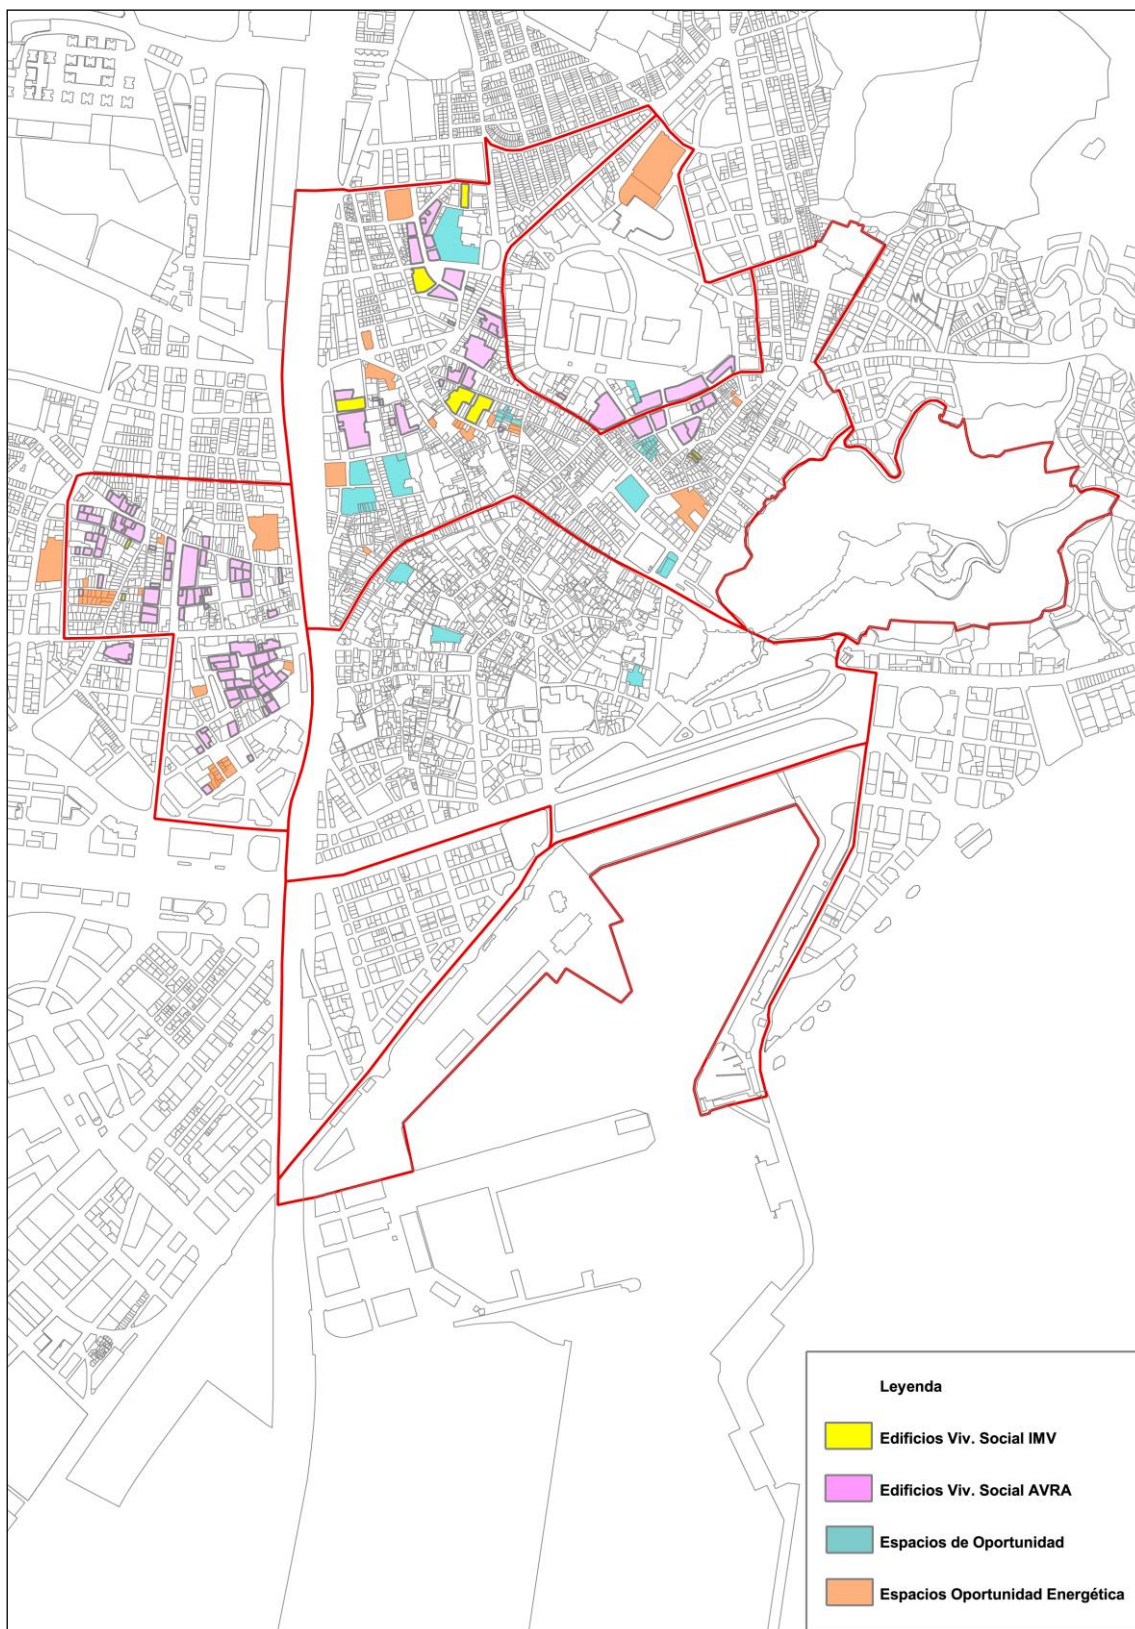 Leyenda
Edificios Viv. Social IMV
Edificios Viv. Social AVRA
Espacios de Oportunidad
Espacios Oportunidad Energética